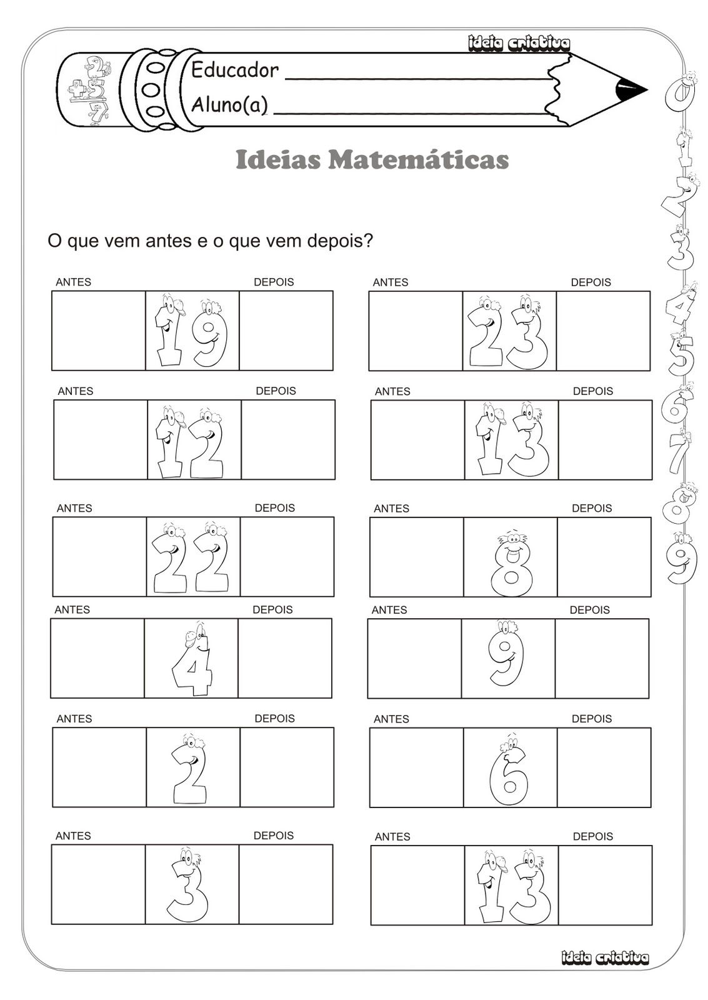 ideia criativa
Educador
Aluno(a)
Ideias Matemáticas
O que vem antes e o que vem depois?
ANTES DEPOIS ANTES DEPOIS
19 23
ANTES DEPOIS ANTES DEPOIS
12 13
ANTES DEPOIS ANTES DEPOIS
22 8
ANTES DEPOIS ANTES DEPOIS
4 9
ANTES DEPOIS ANTES DEPOIS
2 6
ANTES DEPOIS ANTES DEPOIS
3 13
ideia criativa
0
1
2
3
4
5
6
7
8
9